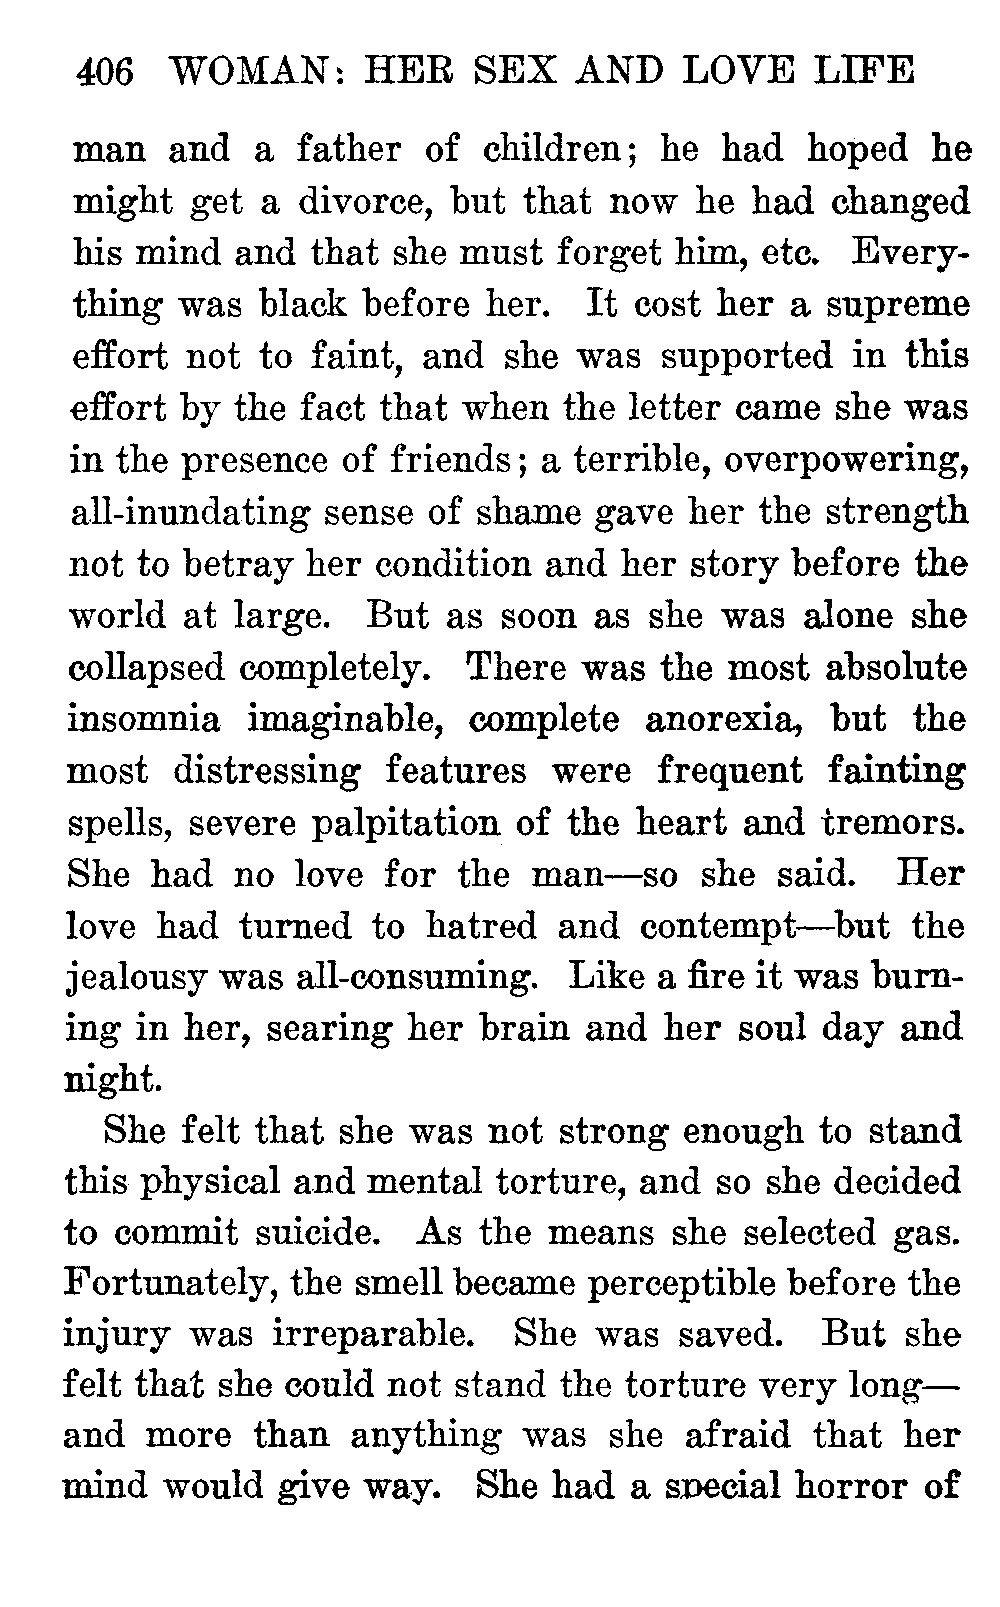 406 WOMAN: HER SEX AND LOVE LIFE
man and a father of children; he had hoped he
might get a divorce, but that now he had changed
his mind and that she must forget him, etc. Every-
thing was black before her. It cost her a supreme
effort not to faint, and she was supported in this
effort by the fact that when the letter came she was
in the presence of friends; a terrible, overpowering,
all-inundating sense of shame gave her the strength
not to betray her condition and her story before the
world at large. But as soon as she was alone she
collapsed completely. There was the most absolute
insomnia imaginable, complete anorexia, but the
most distressing features were frequent fainting
spells, severe palpitation of the heart and tremors.
She had no love for the man—so she said. Her
love had turned to hatred and contempt—but the
jealousy was all-consuming. Like a fire it was burn-
ing in her, searing her brain and her soul day and
night.
She felt that she was not strong enough to stand
this physical and mental torture, and so she decided
to commit suicide. As the means she selected gas.
Fortunately, the smell became perceptible before the
injury was irreparable. She was saved. But she
felt that she could not stand the torture very long—
and more than anything was she afraid that her
mind would give way. She had a special horror of